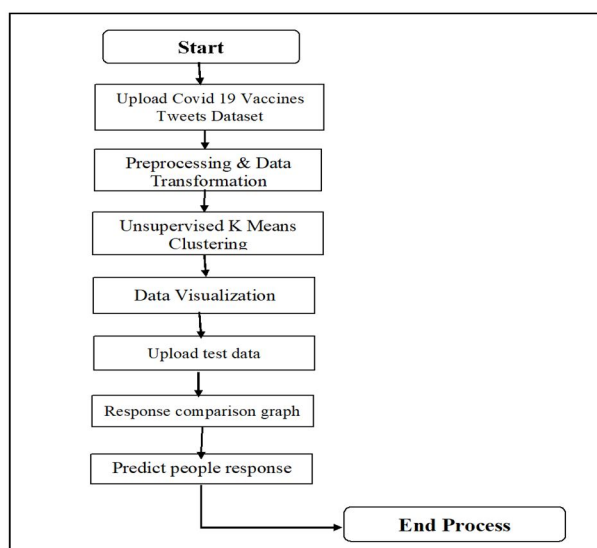 Start
Upload Covid 19 Vaccines
Tweets Dataset
Preprocessing & Data
Transformation
Unsupervised K Means
Clustering
Data Visualization
Upload test data
Response comparison graph
Predict people response
End Process